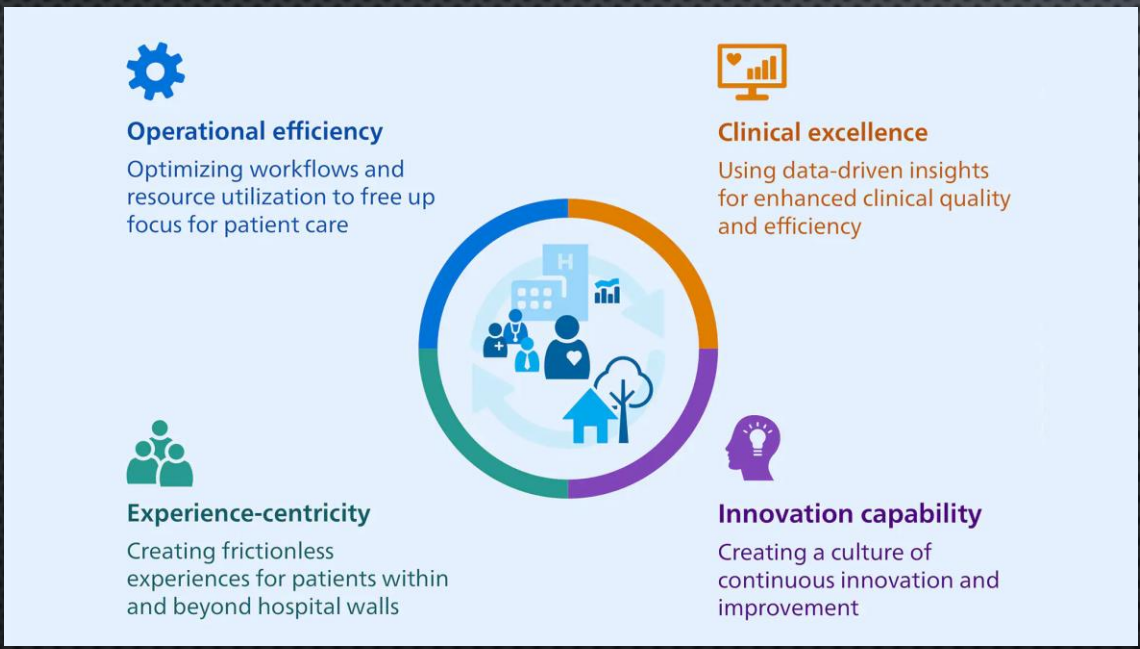 Operational efficiency
Optimizing workflows and
resource utilization to free up
focus for patient care
Clinical excellence
Using data-driven insights
for enhanced clinical quality
and efficiency
H
Experience-centricity
Creating frictionless
experiences for patients within
and beyond hospital walls
Innovation capability
Creating a culture of
continuous innovation and
improvement